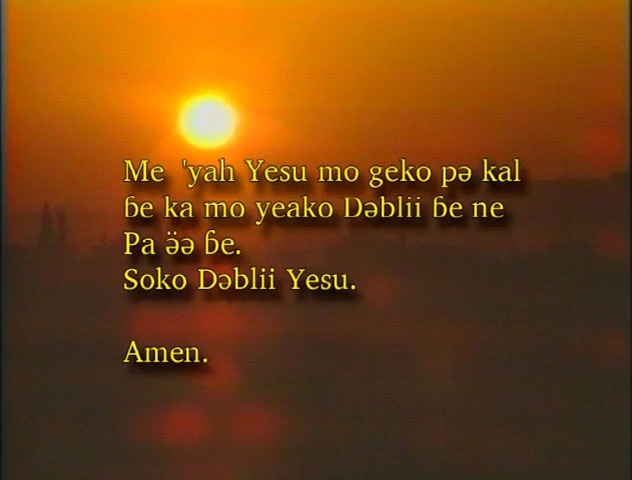 Me 'yah Yesu mo geko pə kal
ɓe ka mo yeako Dəblii ɓe ne
Pa ə̈ə ɓe.
Soko Dəblii Yesu.
Amen.